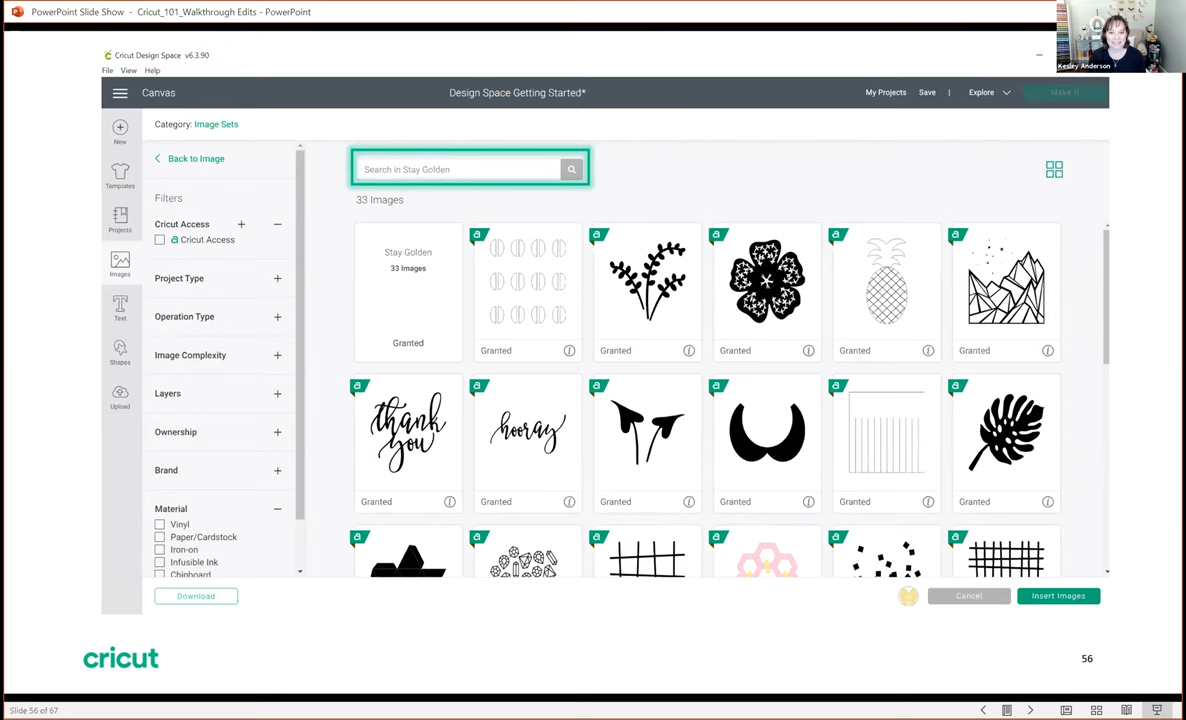 PowerPoint Slide Show - Cricut_101_Walkthrough Edits - PowerPoint
Kesley Anderson
Cricut Design Space v6.3.90
File View Help
Canvas
Design Space Getting Started*
My Projects Save | Explore
Make It
New
Templates
Projects
Images
Text
Shapes
Upload
Category: Image Sets
Back to Image
Filters
Cricut Access + −
a Cricut Access
Project Type +
Operation Type +
Image Complexity +
Layers +
Ownership +
Brand +
Material −
Vinyl
Paper/Cardstock
Iron-on
Infusible Ink
Chipboard
Download
Search in Stay Golden
33 Images
Stay Golden
33 Images
Granted
Granted
Granted
Granted
Granted
Granted
thank you
Granted
hooray
Granted
Granted
Granted
Granted
Granted
Cancel
Insert Images
cricut
56
Slide 56 of 67